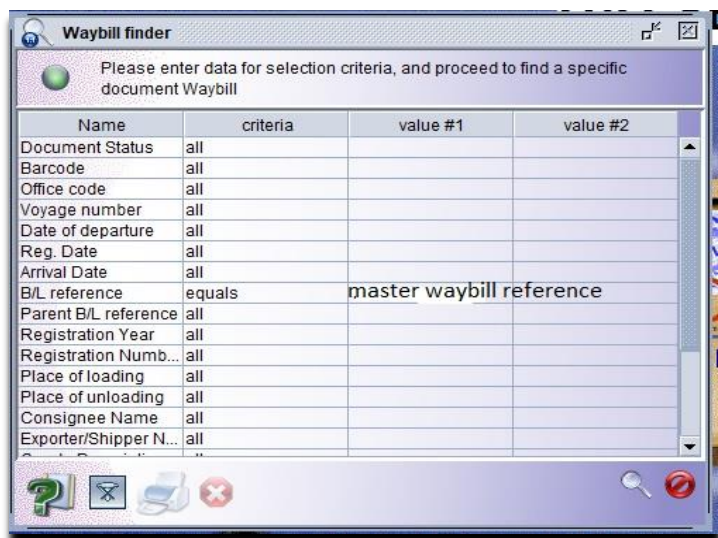 Waybill finder
Please enter data for selection criteria, and proceed to find a specific
document Waybill
Name criteria value #1 value #2
Document Status all
Barcode all
Office code all
Voyage number all
Date of departure all
Reg. Date all
Arrival Date all
B/L reference equals master waybill reference
Parent B/L reference all
Registration Year all
Registration Numb... all
Place of loading all
Place of unloading all
Consignee Name all
Exporter/Shipper N... all